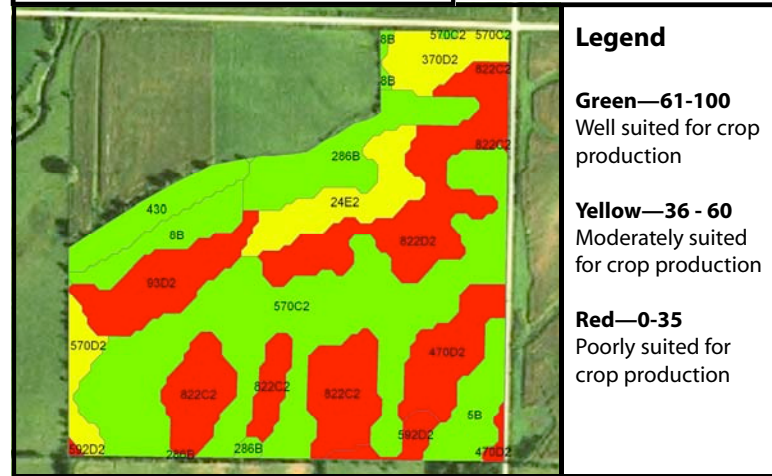 8B
570C2 570C2
370D2
822C2
8B
822C2
286B
24E2
430
8B
822D2
93D2
570C2
570D2
470D2
822C2
822C2
822C2
5B
592D2
592D2
286B
286B
470D2
Legend
Green—61-100
Well suited for crop
production
Yellow—36 - 60
Moderately suited
for crop production
Red—0-35
Poorly suited for
crop production